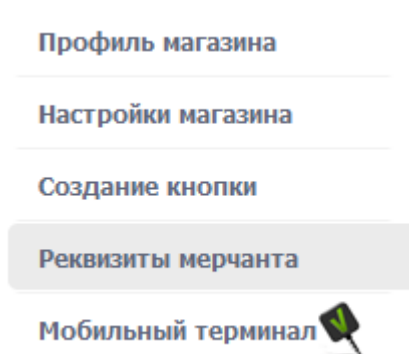 Профиль магазина
Настройки магазина
Создание кнопки
Реквизиты мерчанта
Мобильный терминал